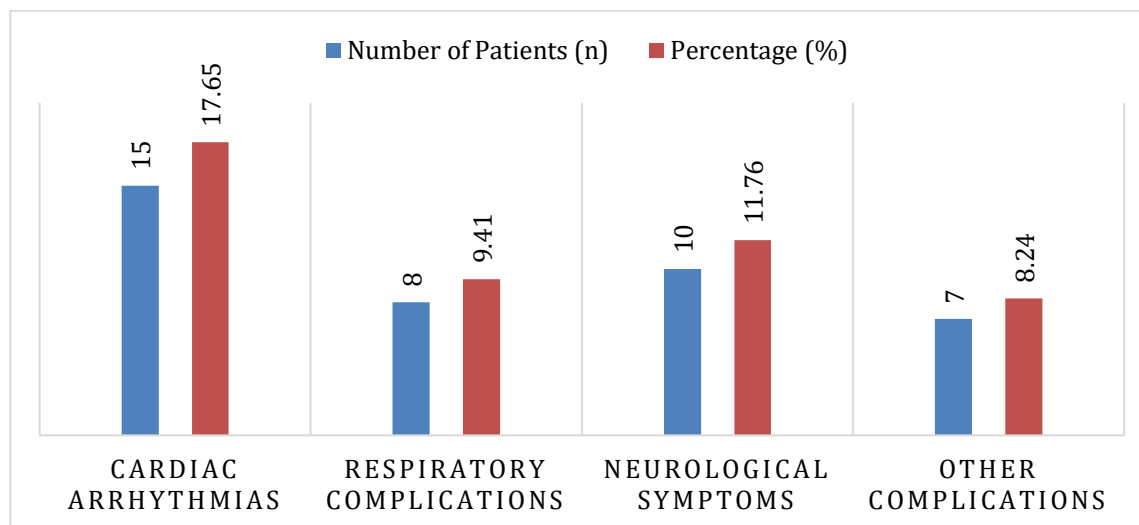 Number of Patients (n) Percentage (%)
15 17.65
8 9.41
10 11.76
7 8.24
CARDIAC ARRHYTHMIAS
RESPIRATORY COMPLICATIONS
NEUROLOGICAL SYMPTOMS
OTHER COMPLICATIONS